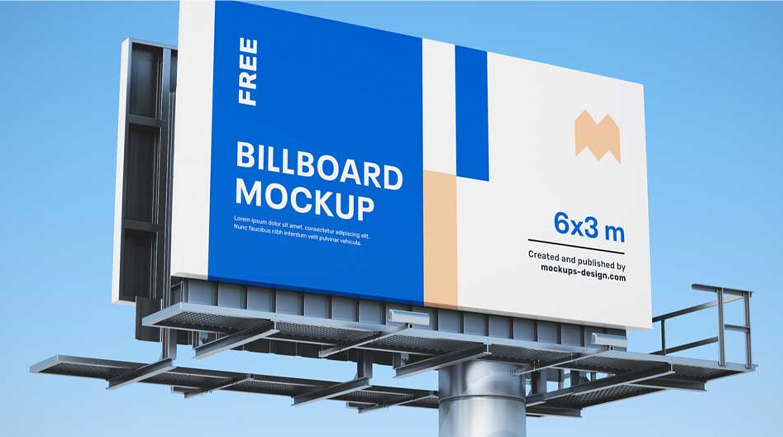 FREE
BILLBOARD
MOCKUP
Lorem ipsum dolor sit amet, consectetur adipiscing elit.
Nunc faucibus nibh interdum velit pulvinar vehicula.
6x3 m
Created and published by
mockups-design.com